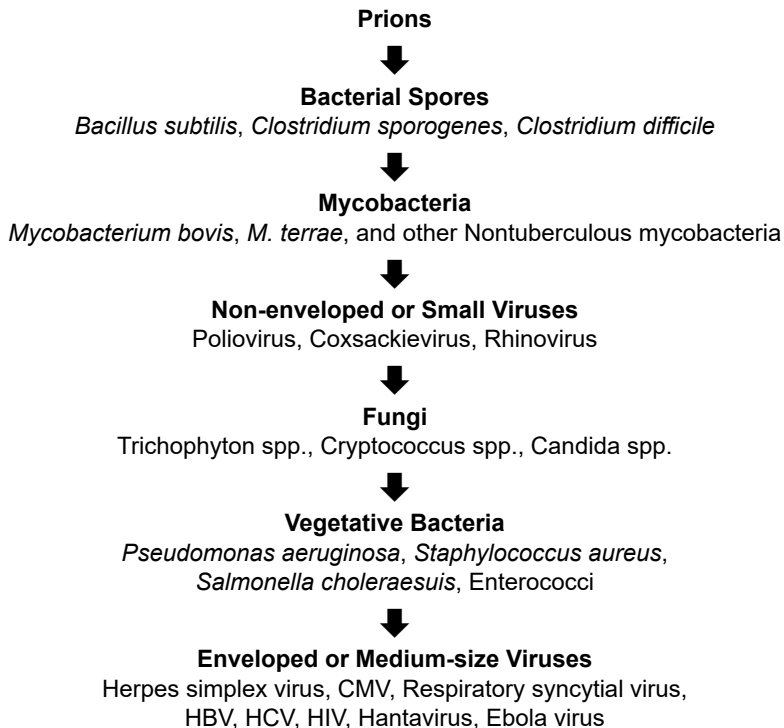 Prions
Bacterial Spores
Bacillus subtilis, Clostridium sporogenes, Clostridium difficile
Mycobacteria
Mycobacterium bovis, M. terrae, and other Nontuberculous mycobacteria
Non-enveloped or Small Viruses
Poliovirus, Coxsackievirus, Rhinovirus
Fungi
Trichophyton spp., Cryptococcus spp., Candida spp.
Vegetative Bacteria
Pseudomonas aeruginosa, Staphylococcus aureus,
Salmonella choleraesuis, Enterococci
Enveloped or Medium-size Viruses
Herpes simplex virus, CMV, Respiratory syncytial virus,
HBV, HCV, HIV, Hantavirus, Ebola virus